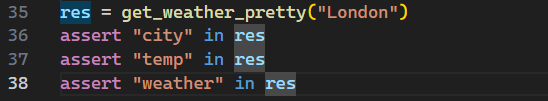 35 res = get_weather_pretty("London")
36 assert "city" in res
37 assert "temp" in res
38 assert "weather" in res